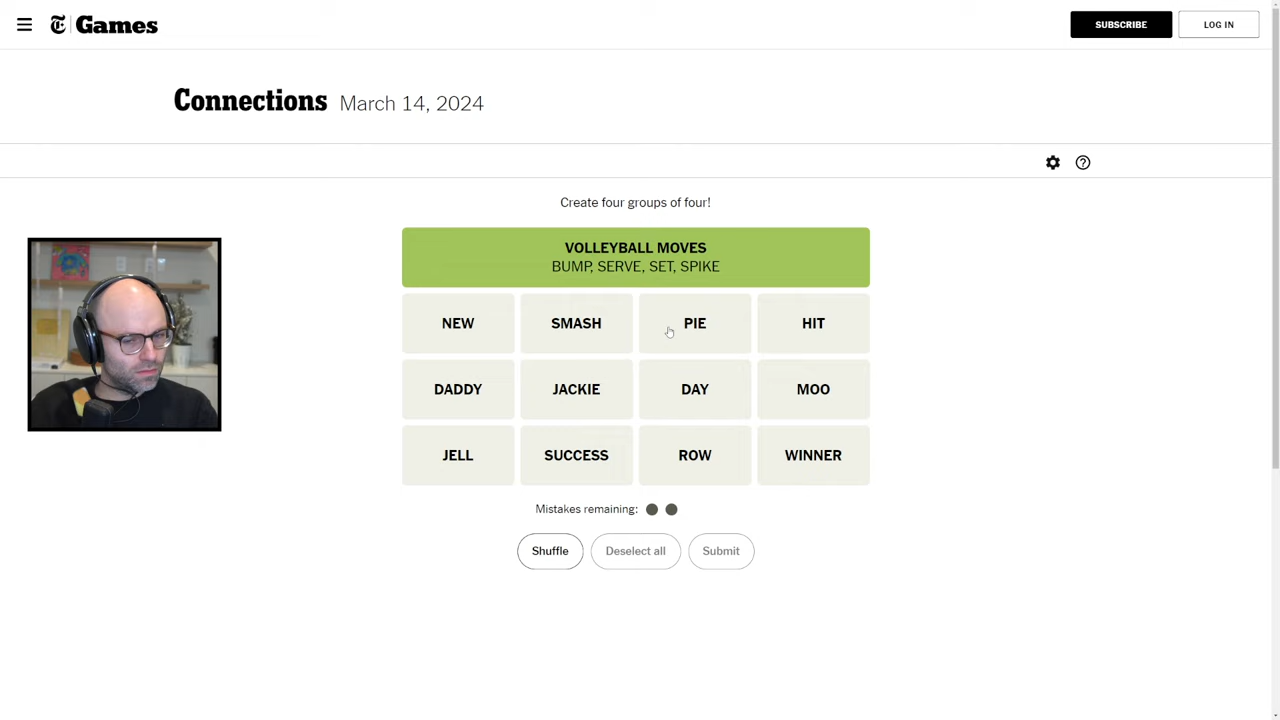 Games
SUBSCRIBE
LOG IN
Connections March 14, 2024
Create four groups of four!
VOLLEYBALL MOVES
BUMP, SERVE, SET, SPIKE
NEW SMASH PIE HIT
DADDY JACKIE DAY MOO
JELL SUCCESS ROW WINNER
Mistakes remaining:
Shuffle Deselect all Submit